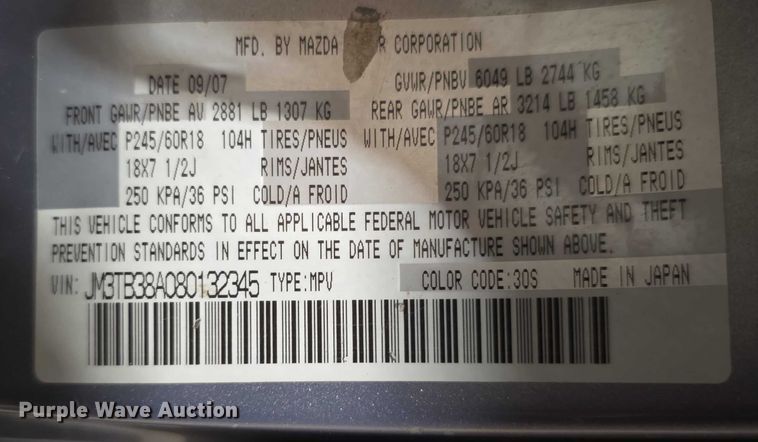 MFD. BY MAZDA R CORPORATION
DATE 09/07 GVWR/PNBV 6049 LB 2744 KG
FRONT GAWR/PNBE AV 2881 LB 1307 KG REAR GAWR/PNBE AR 3214 LB 1458 KG
WITH/AVEC P245/60R18 104H TIRES/PNEUS WITH/AVEC P245/60R18 104H TIRES/PNEUS
18X7 1/2J RIMS/JANTES 18X7 1/2J RIMS/JANTES
250 KPA/36 PSI COLD/A FROID 250 KPA/36 PSI COLD/A FROID
THIS VEHICLE CONFORMS TO ALL APPLICABLE FEDERAL MOTOR VEHICLE SAFETY AND THEFT
PREVENTION STANDARDS IN EFFECT ON THE DATE OF MANUFACTURE SHOWN ABOVE.
VIN: JM3TB38A080132345 TYPE:MPV COLOR CODE:30S MADE IN JAPAN
Purple Wave Auction